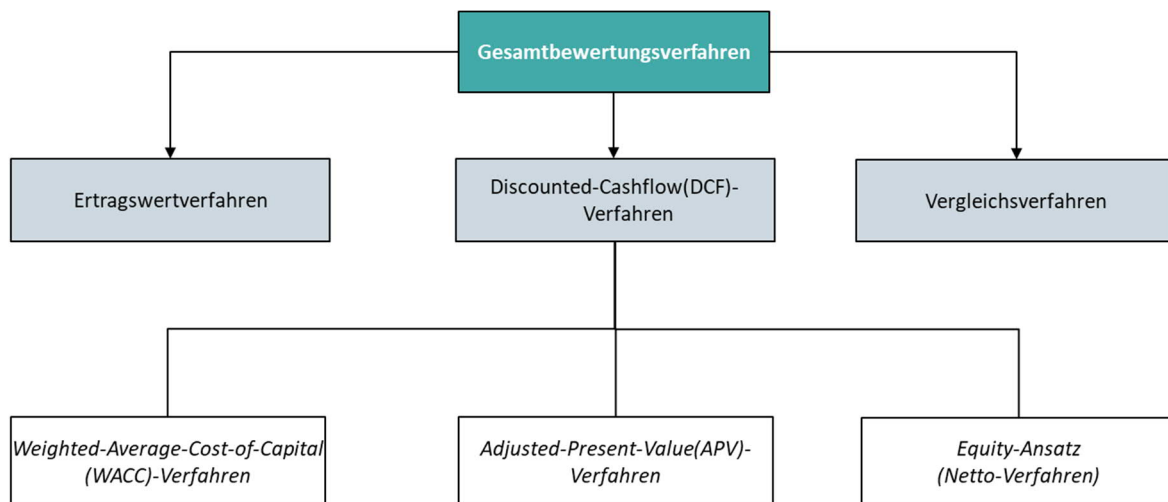 Gesamtbewertungsverfahren
Ertragswertverfahren
Discounted-Cashflow(DCF)-
Verfahren
Vergleichsverfahren
Weighted-Average-Cost-of-Capital
(WACC)-Verfahren
Adjusted-Present-Value(APV)-
Verfahren
Equity-Ansatz
(Netto-Verfahren)